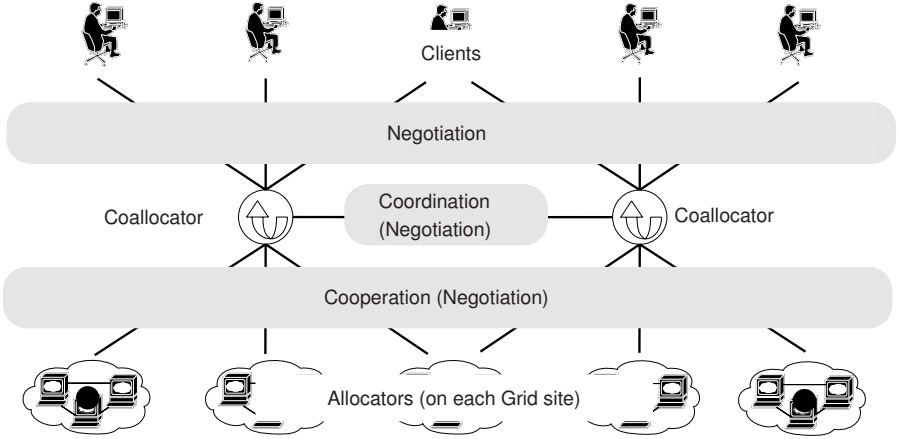 Clients
Negotiation
Coallocator
Coordination
(Negotiation)
Coallocator
Cooperation (Negotiation)
Allocators (on each Grid site)